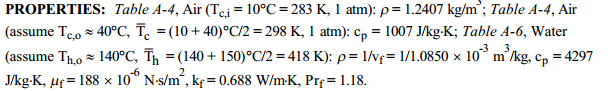 PROPERTIES: Table A-4, Air (T_c,i = 10°C = 283 K, 1 atm): ρ = 1.2407 kg/m³; Table A-4, Air
(assume T_c,o ≈ 40°C, T̅_c = (10 + 40)°C/2 = 298 K, 1 atm): c_p = 1007 J/kg·K; Table A-6, Water
(assume T_h,o ≈ 140°C, T̅_h = (140 + 150)°C/2 = 418 K): ρ = 1/v_f = 1/1.0850 × 10⁻³ m³/kg, c_p = 4297
J/kg·K, μ_f = 188 × 10⁻⁶ N·s/m², k_f = 0.688 W/m·K, Pr_f = 1.18.